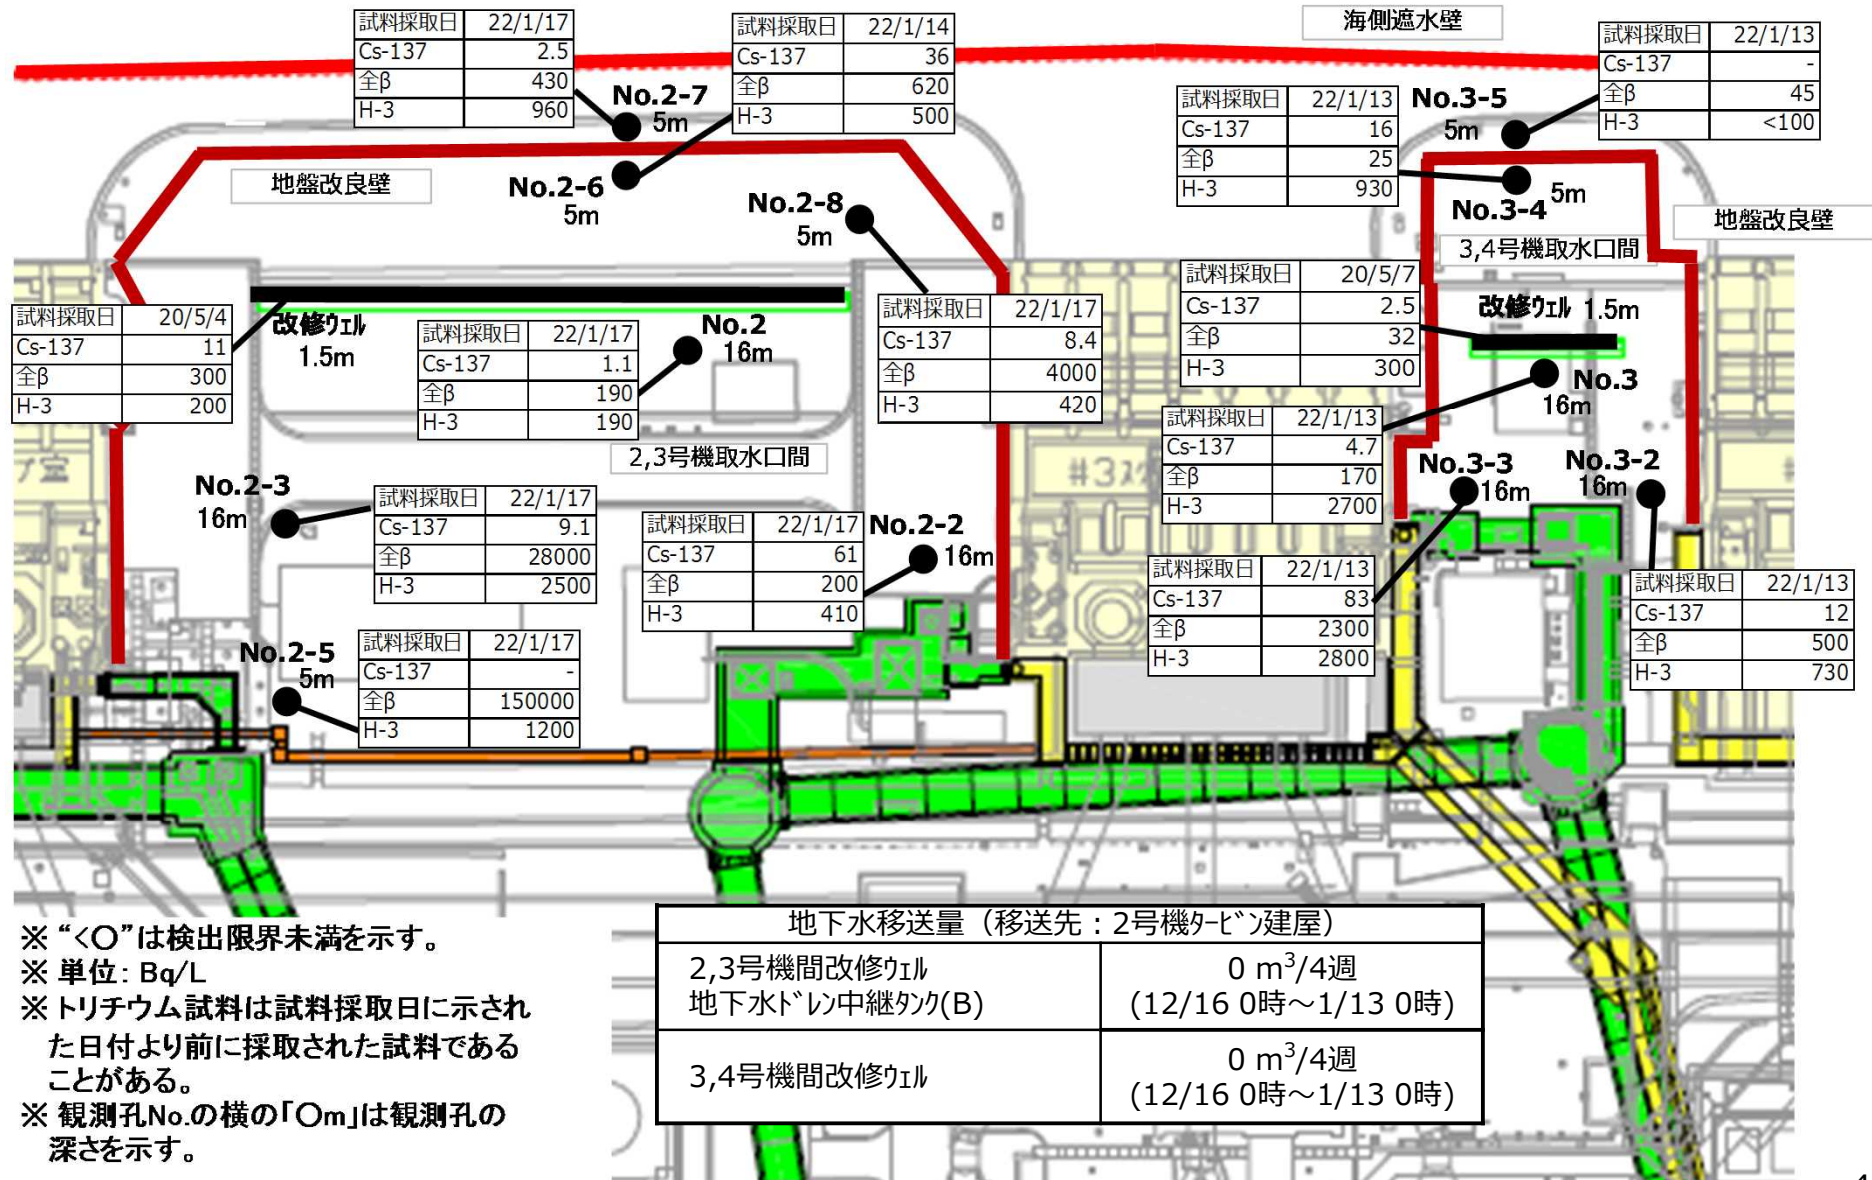 海側遮水壁
試料採取日 22/1/17
Cs-137 2.5
全β 430
H-3 960
No.2-7
5m
試料採取日 22/1/14
Cs-137 36
全β 620
H-3 500
試料採取日 22/1/13
Cs-137 -
全β 45
H-3 <100
No.3-5
5m
試料採取日 22/1/13
Cs-137 16
全β 25
H-3 930
地盤改良壁
No.2-6
5m
No.2-8
5m
5m
No.3-4
地盤改良壁
3,4号機取水口間
試料採取日 20/5/4
Cs-137 11
全β 300
H-3 200
改修ウェル
1.5m
試料採取日 22/1/17
Cs-137 1.1
全β 190
H-3 190
No.2
16m
試料採取日 22/1/17
Cs-137 8.4
全β 4000
H-3 420
試料採取日 20/5/7
Cs-137 2.5
全β 32
H-3 300
改修ウェル 1.5m
No.3
16m
試料採取日 22/1/13
Cs-137 4.7
全β 170
H-3 2700
2,3号機取水口間
No.2-3
16m
試料採取日 22/1/17
Cs-137 9.1
全β 28000
H-3 2500
試料採取日 22/1/17
Cs-137 61
全β 200
H-3 410
No.2-2
16m
No.3-3
16m
No.3-2
16m
試料採取日 22/1/13
Cs-137 83
全β 2300
H-3 2800
試料採取日 22/1/13
Cs-137 12
全β 500
H-3 730
No.2-5
5m
試料採取日 22/1/17
Cs-137 -
全β 150000
H-3 1200
※ “<○”は検出限界未満を示す。
※ 単位: Bq/L
※ トリチウム試料は試料採取日に示され
た日付より前に採取された試料である
ことがある。
※ 観測孔No.の横の「○m」は観測孔の
深さを示す。
地下水移送量（移送先：2号機ﾀｰﾋﾞﾝ建屋）
2,3号機間改修ｳｪﾙ
地下水ﾄﾞﾚﾝ中継ﾀﾝｸ(B)
0 m³/4週
(12/16 0時～1/13 0時)
3,4号機間改修ｳｪﾙ
0 m³/4週
(12/16 0時～1/13 0時)